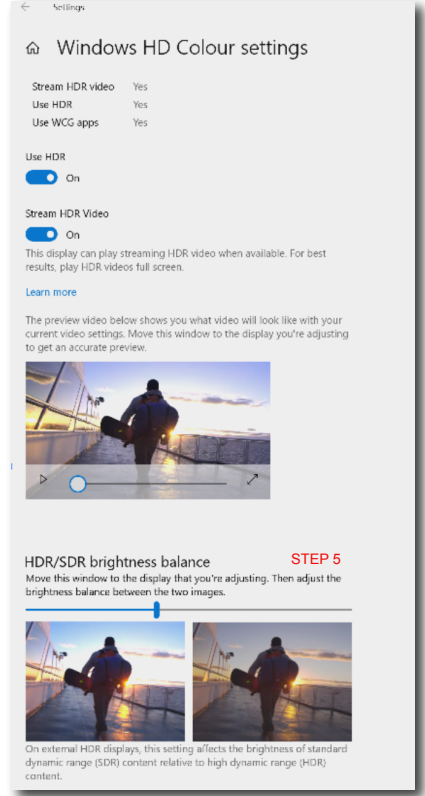 Settings
Windows HD Colour settings
Stream HDR video Yes
Use HDR Yes
Use WCG apps Yes
Use HDR
On
Stream HDR Video
On
This display can play streaming HDR video when available. For best
results, play HDR videos full screen.
Learn more
The preview video below shows you what video will look like with your
current video settings. Move this window to the display you're adjusting
to get an accurate preview.
HDR/SDR brightness balance STEP 5
Move this window to the display that you're adjusting. Then adjust the
brightness balance between the two images.
On external HDR displays, this setting affects the brightness of standard
dynamic range (SDR) content relative to high dynamic range (HDR)
content.